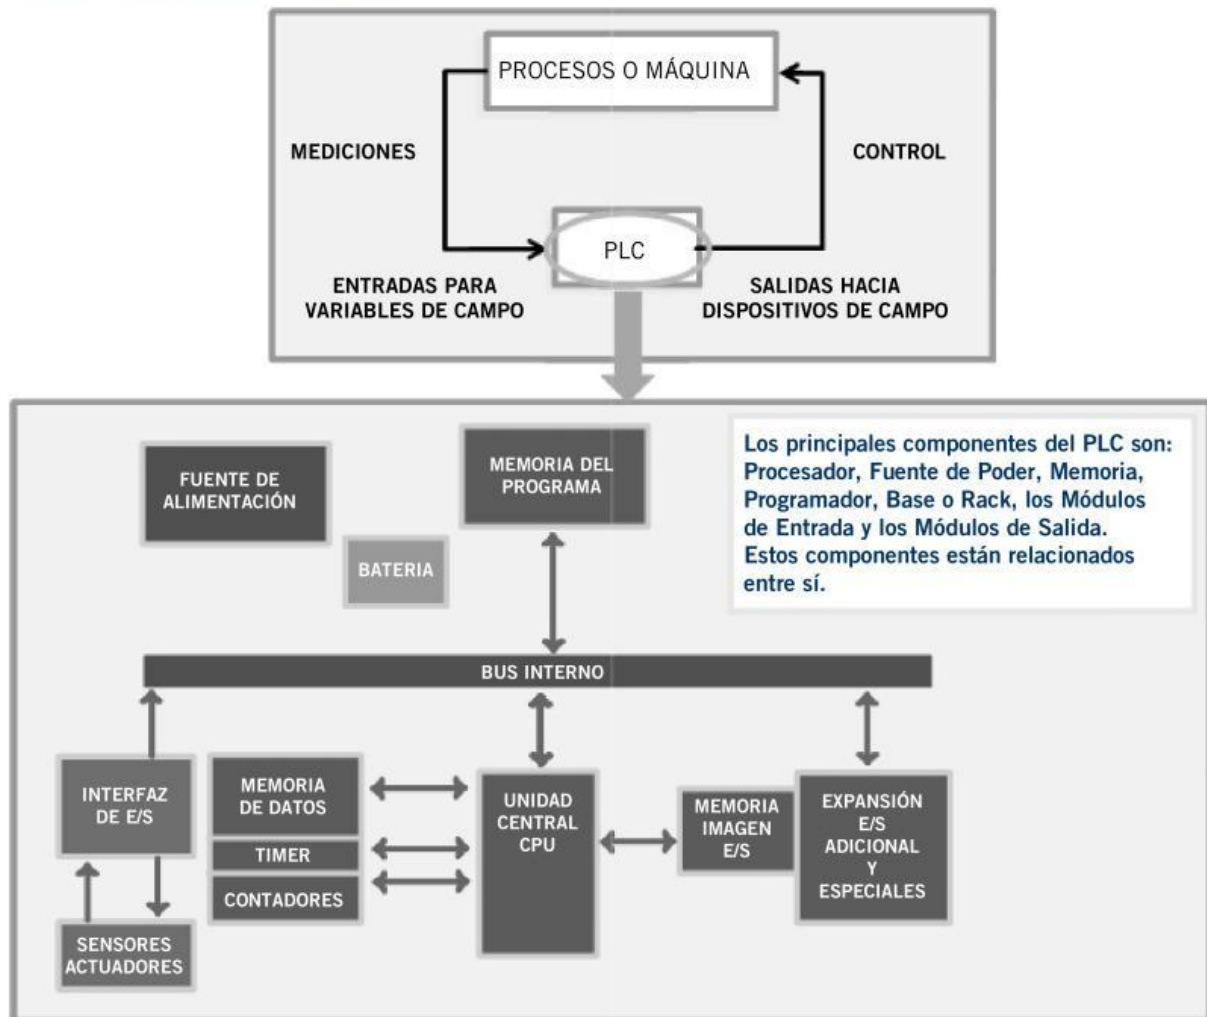 PROCESOS O MÁQUINA
MEDICIONES
CONTROL
PLC
ENTRADAS PARA
VARIABLES DE CAMPO
SALIDAS HACIA
DISPOSITIVOS DE CAMPO
FUENTE DE
ALIMENTACIÓN
MEMORIA DEL
PROGRAMA
Los principales componentes del PLC son:
Procesador, Fuente de Poder, Memoria,
Programador, Base o Rack, los Módulos
de Entrada y los Módulos de Salida.
Estos componentes están relacionados
entre sí.
BATERIA
BUS INTERNO
INTERFAZ
DE E/S
MEMORIA
DE DATOS
TIMER
CONTADORES
UNIDAD
CENTRAL
CPU
MEMORIA
IMAGEN
E/S
EXPANSIÓN
E/S
ADICIONAL
Y
ESPECIALES
SENSORES
ACTUADORES